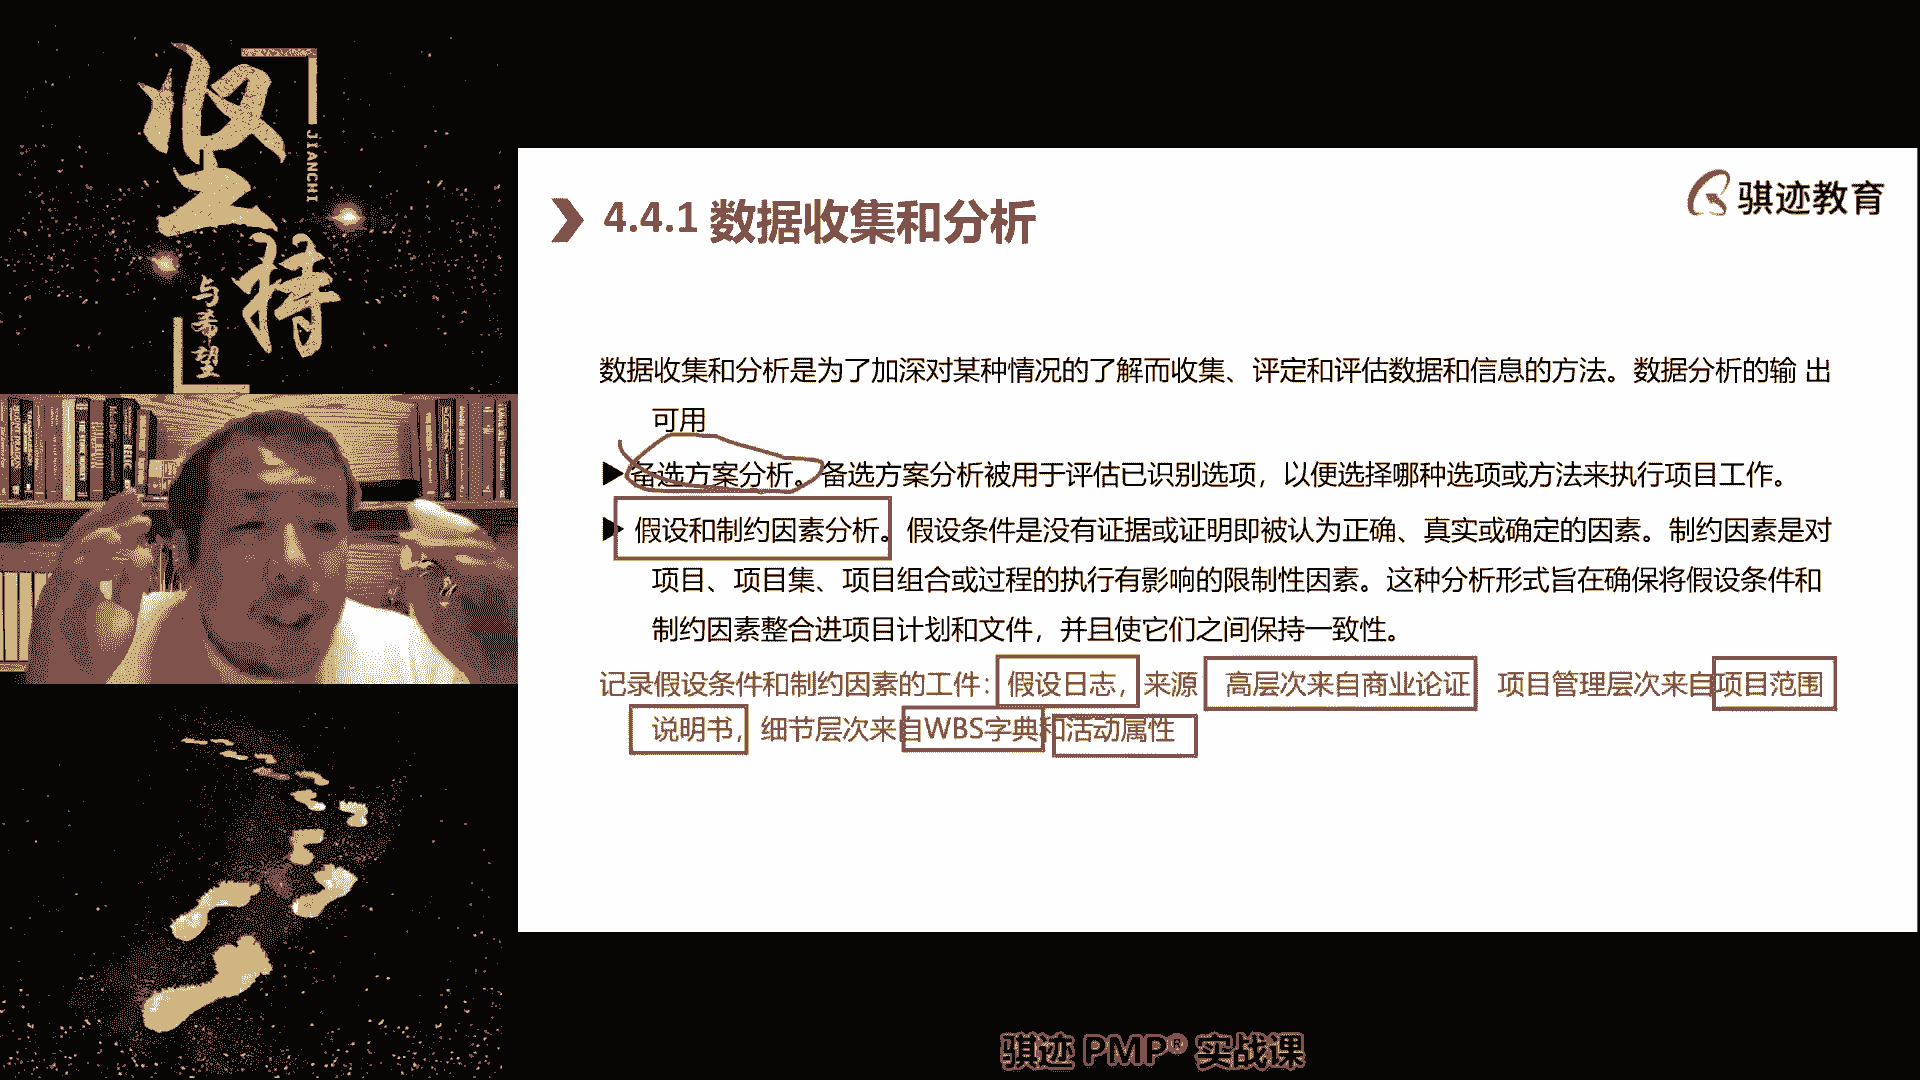 坚持
JIANCHI
与希望
4.4.1 数据收集和分析
骐迹教育
数据收集和分析是为了加深对某种情况的了解而收集、评定和评估数据和信息的方法。数据分析的输 出
可用
备选方案分析。备选方案分析被用于评估已识别选项，以便选择哪种选项或方法来执行项目工作。
假设和制约因素分析。假设条件是没有证据或证明即被认为正确、真实或确定的因素。制约因素是对
项目、项目集、项目组合或过程的执行有影响的限制性因素。这种分析形式旨在确保将假设条件和
制约因素整合进项目计划和文件，并且使它们之间保持一致性。
记录假设条件和制约因素的工件：假设日志，来源 高层次来自商业论证 项目管理层次来自项目范围
说明书，细节层次来自WBS字典和活动属性
骐迹 PMP® 实战课